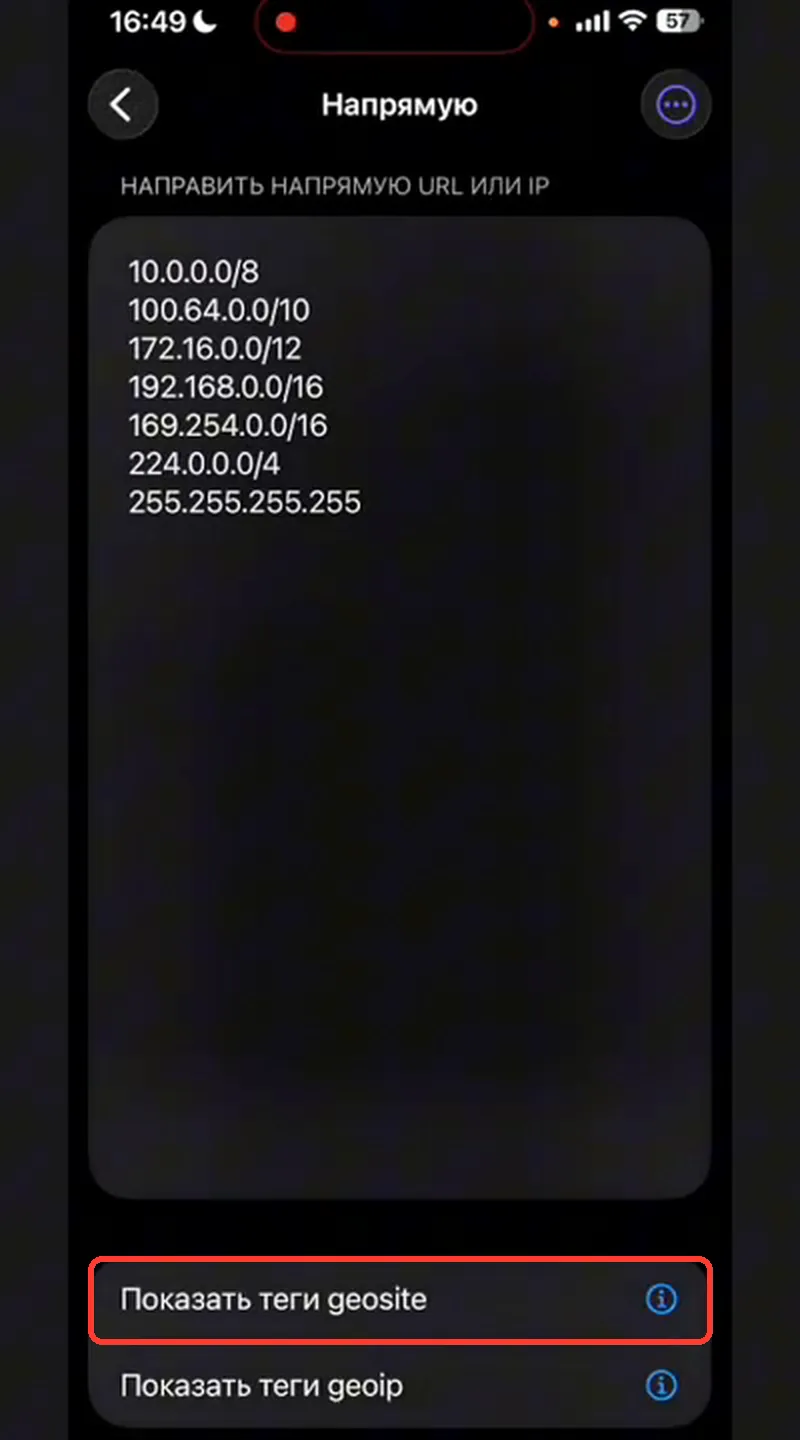 16:49
57
Напрямую
НАПРАВИТЬ НАПРЯМУЮ URL ИЛИ IP
10.0.0.0/8
100.64.0.0/10
172.16.0.0/12
192.168.0.0/16
169.254.0.0/16
224.0.0.0/4
255.255.255.255
Показать теги geosite
Показать теги geoip